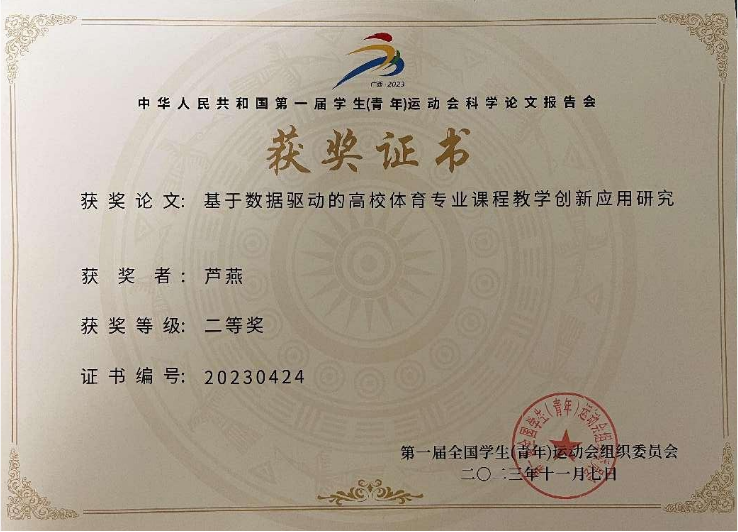 广西·2023
中华人民共和国第一届学生(青年)运动会科学论文报告会
获奖证书
获奖论文: 基于数据驱动的高校体育专业课程教学创新应用研究
获奖者: 芦燕
获奖等级: 二等奖
证书编号: 20230424
第一届全国学生(青年)运动会组织委员会
二〇二三年十一月七日